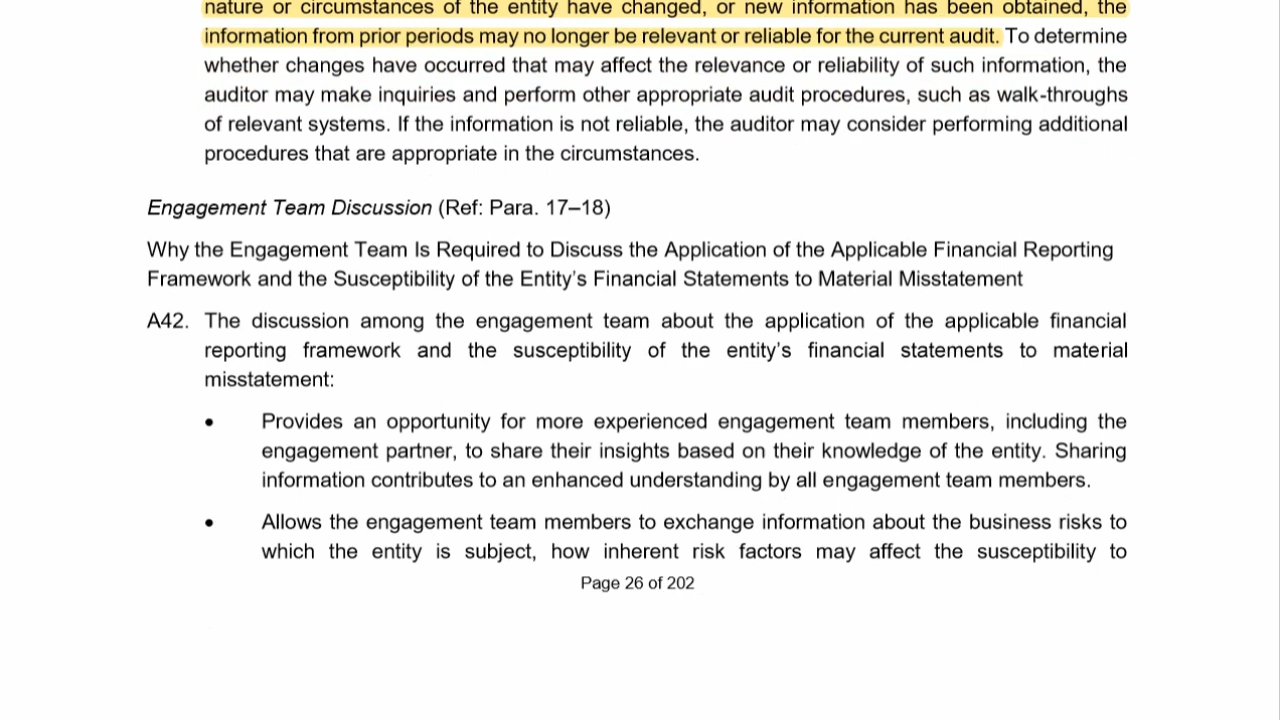 nature or circumstances of the entity have changed, or new information has been obtained, the
information from prior periods may no longer be relevant or reliable for the current audit. To determine
whether changes have occurred that may affect the relevance or reliability of such information, the
auditor may make inquiries and perform other appropriate audit procedures, such as walk-throughs
of relevant systems. If the information is not reliable, the auditor may consider performing additional
procedures that are appropriate in the circumstances.
Engagement Team Discussion (Ref: Para. 17–18)
Why the Engagement Team Is Required to Discuss the Application of the Applicable Financial Reporting
Framework and the Susceptibility of the Entity’s Financial Statements to Material Misstatement
A42. The discussion among the engagement team about the application of the applicable financial
reporting framework and the susceptibility of the entity’s financial statements to material
misstatement:
• Provides an opportunity for more experienced engagement team members, including the
engagement partner, to share their insights based on their knowledge of the entity. Sharing
information contributes to an enhanced understanding by all engagement team members.
• Allows the engagement team members to exchange information about the business risks to
which the entity is subject, how inherent risk factors may affect the susceptibility to
Page 26 of 202